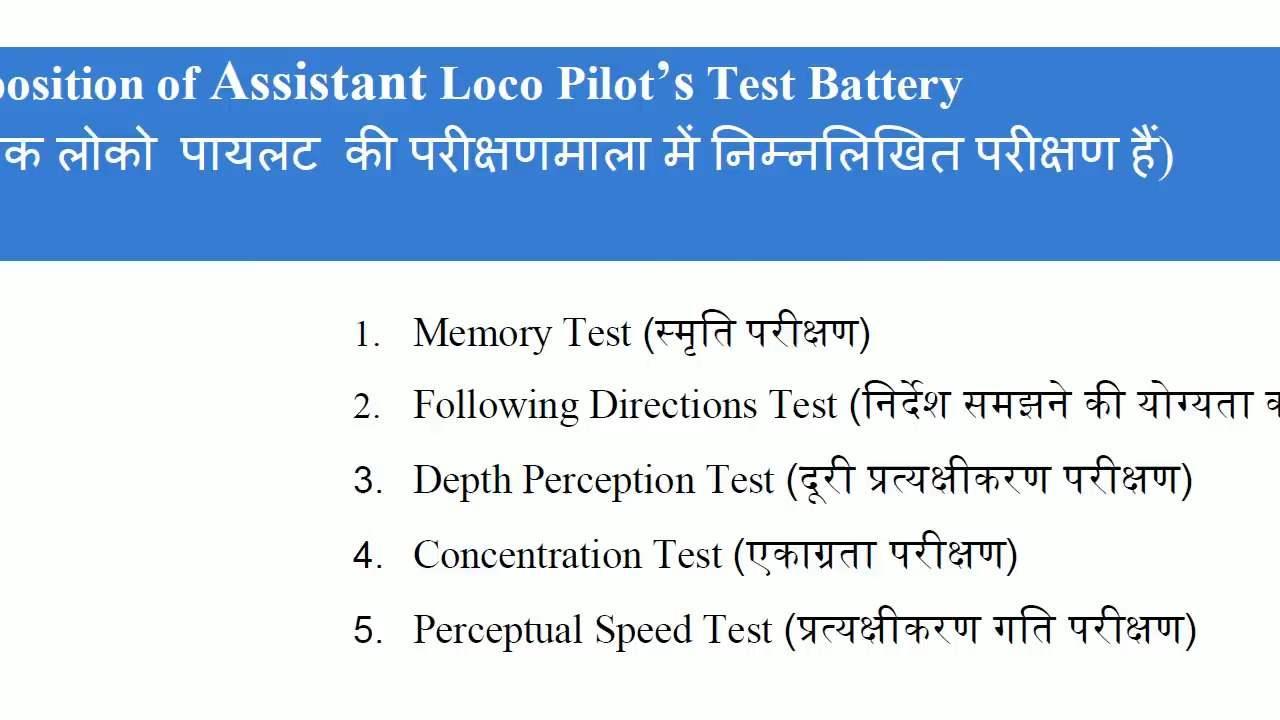 position of Assistant Loco Pilot’s Test Battery
क लोको पायलट की परीक्षणमाला में निम्नलिखित परीक्षण हैं)
1. Memory Test (स्मृति परीक्षण)
2. Following Directions Test (निर्देश समझने की योग्यता
3. Depth Perception Test (दूरी प्रत्यक्षीकरण परीक्षण)
4. Concentration Test (एकाग्रता परीक्षण)
5. Perceptual Speed Test (प्रत्यक्षीकरण गति परीक्षण)